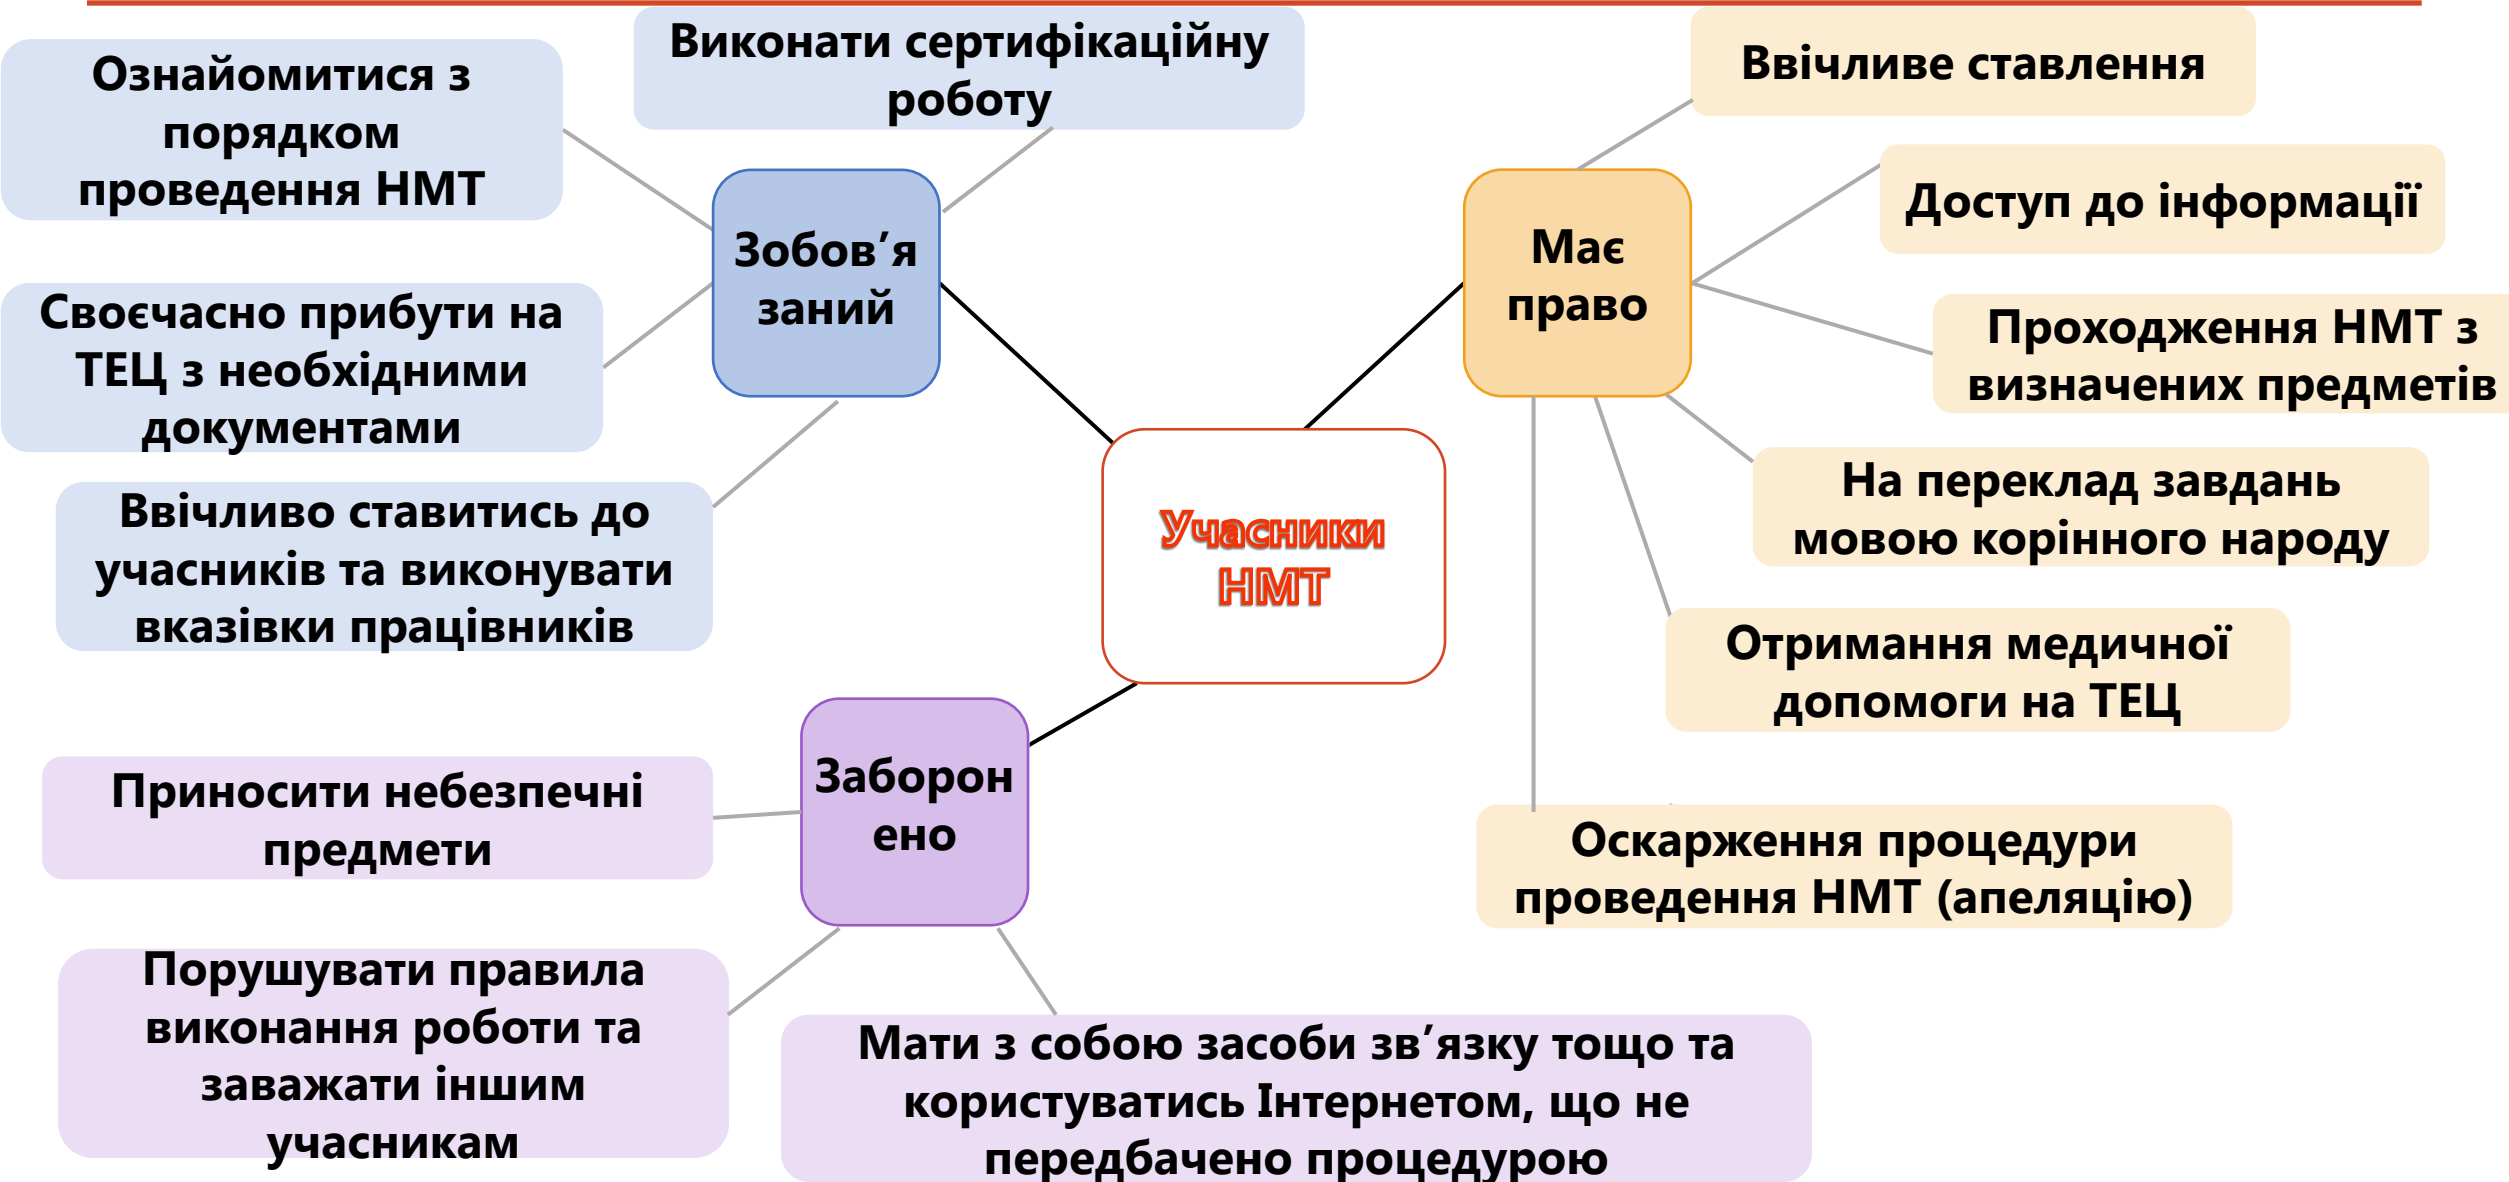 Виконати сертифікаційну
роботу
Ознайомитися з
порядком
проведення НМТ
Зобов’я
заний
Своєчасно прибути на
ТЕЦ з необхідними
документами
Ввічливо ставитись до
учасників та виконувати
вказівки працівників
Ввічливе ставлення
Доступ до інформації
Має
право
Проходження НМТ з
визначених предметів
На переклад завдань
мовою корінного народу
Отримання медичної
допомоги на ТЕЦ
Оскарження процедури
проведення НМТ (апеляцію)
Учасники
НМТ
Заборон
ено
Приносити небезпечні
предмети
Порушувати правила
виконання роботи та
заважати іншим
учасникам
Мати з собою засоби зв’язку тощо та
користуватись Інтернетом, що не
передбачено процедурою